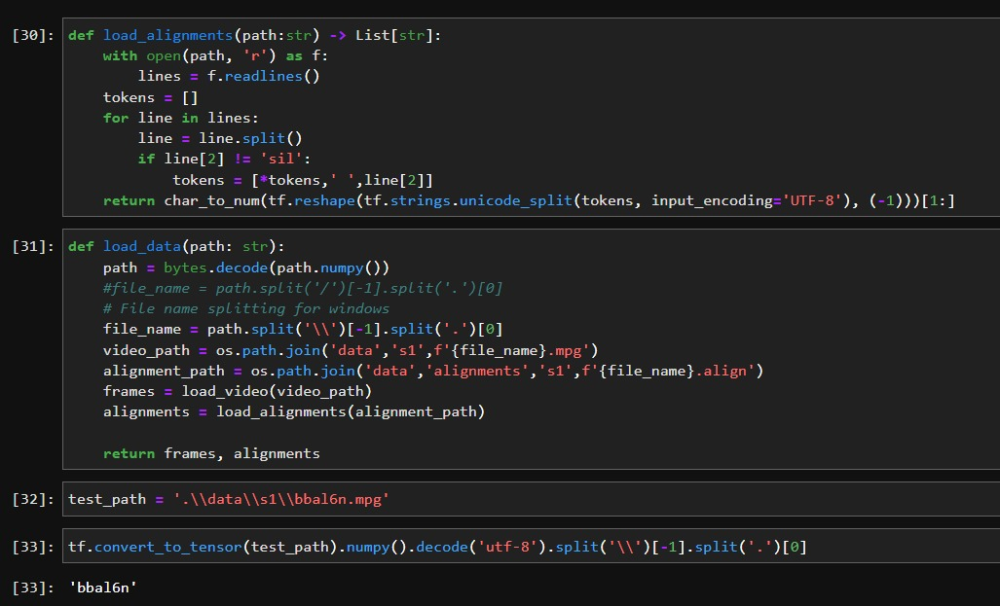 [30]: def load_alignments(path:str) -> List[str]:
    with open(path, 'r') as f:
        lines = f.readlines()
    tokens = []
    for line in lines:
        line = line.split()
        if line[2] != 'sil':
            tokens = [*tokens,' ',line[2]]
    return char_to_num(tf.reshape(tf.strings.unicode_split(tokens, input_encoding='UTF-8'), (-1)))[1:]
[31]: def load_data(path: str):
    path = bytes.decode(path.numpy())
    #file_name = path.split('/')[-1].split('.')[0]
    # File name splitting for windows
    file_name = path.split('\\')[-1].split('.')[0]
    video_path = os.path.join('data','s1',f'{file_name}.mpg')
    alignment_path = os.path.join('data','alignments','s1',f'{file_name}.align')
    frames = load_video(video_path)
    alignments = load_alignments(alignment_path)
    return frames, alignments
[32]: test_path = '.\\data\\s1\\bbal6n.mpg'
[33]: tf.convert_to_tensor(test_path).numpy().decode('utf-8').split('\\')[-1].split('.')[0]
[33]: 'bbal6n'